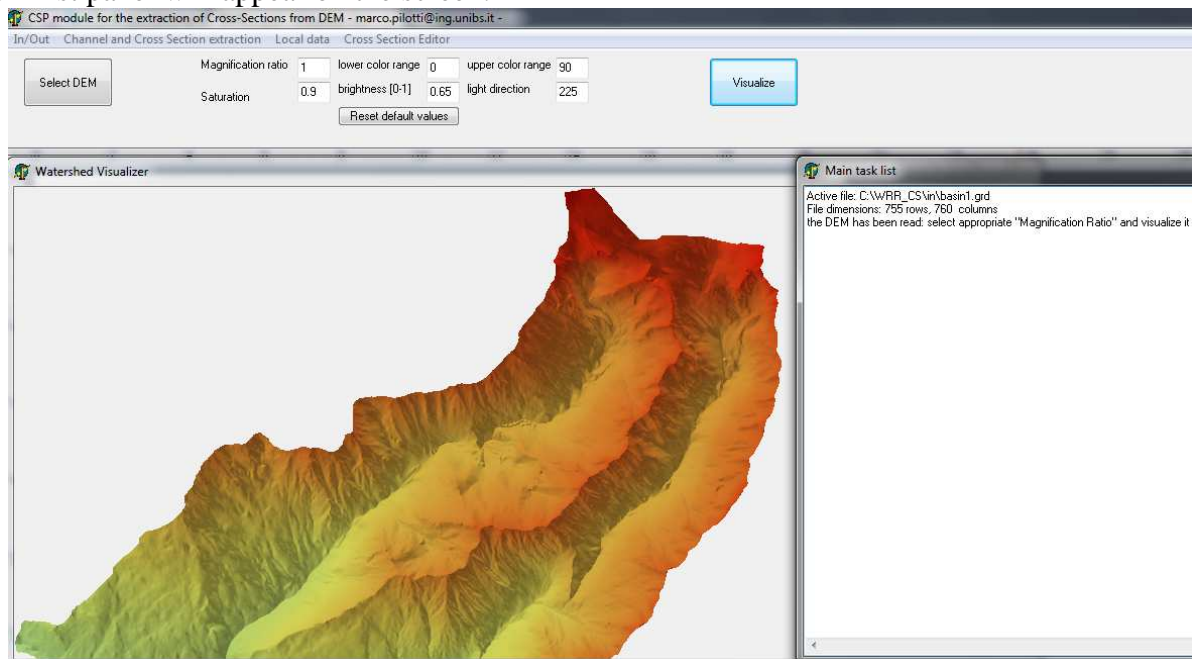 CSP module for the extraction of Cross-Sections from DEM - marco.pilotti@ing.unibs.it -
In/Out Channel and Cross Section extraction Local data Cross Section Editor
Select DEM
Magnification ratio 1 lower color range 0 upper color range 90
Saturation 0.9 brightness [0-1] 0.65 light direction 225
Reset default values
Visualize
Watershed Visualizer
Main task list
Active file: C:\WRR_CS\in\basin1.grd
File dimensions: 755 rows, 760 columns
the DEM has been read: select appropriate "Magnification Ratio" and visualize it